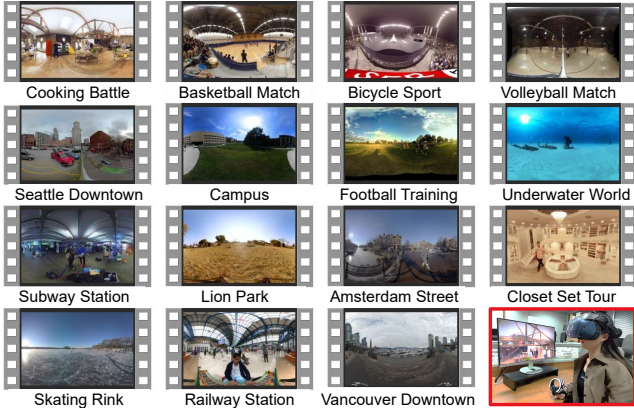 Cooking Battle
Basketball Match
Bicycle Sport
Volleyball Match
Seattle Downtown
Campus
Football Training
Underwater World
Subway Station
Lion Park
Amsterdam Street
Closet Set Tour
Skating Rink
Railway Station
Vancouver Downtown